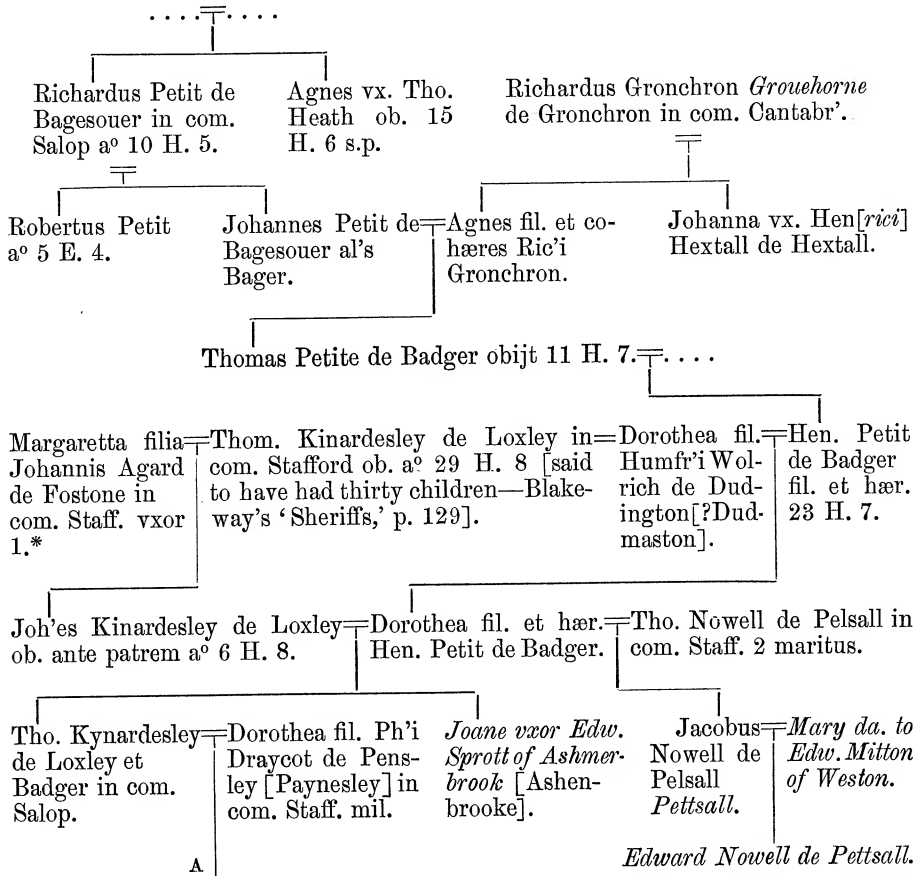 . . . . . . . .
Richardus Petit de
Bagesouer in com.
Salop aº 10 H. 5.
Agnes vx. Tho.
Heath ob. 15
H. 6 s.p.
Richardus Gronchron Grouehorne
de Gronchron in com. Cantabr'.
Robertus Petit
aº 5 E. 4.
Johannes Petit de
Bagesouer al's
Bager.
Agnes fil. et co-
hæres Ric'i
Gronchron.
Johanna vx. Hen[rici]
Hextall de Hextall.
Thomas Petite de Badger obijt 11 H. 7. . . . .
Margaretta filia
Johannis Agard
de Fostone in
com. Staff. vxor
1.*
Thom. Kinardesley de Loxley in
com. Stafford ob. aº 29 H. 8 [said
to have had thirty children—Blake-
way's ‘Sheriffs,’ p. 129].
Dorothea fil.
Humfr'i Wol-
rich de Dud-
ington[?Dud-
maston].
Hen. Petit
de Badger
fil. et hær.
23 H. 7.
Joh'es Kinardesley de Loxley
ob. ante patrem aº 6 H. 8.
Dorothea fil. et hær.
Hen. Petit de Badger.
Tho. Nowell de Pelsall in
com. Staff. 2 maritus.
Tho. Kynardesley
de Loxley et
Badger in com.
Salop.
Dorothea fil. Ph'i
Draycot de Pens-
ley [Paynesley] in
com. Staff. mil.
Joane vxor Edw.
Sprott of Ashmer-
brook [Ashen-
brooke].
Jacobus
Nowell de
Pelsall
Pettsall.
Mary da. to
Edw. Mitton
of Weston.
A
Edward Nowell de Pettsall.